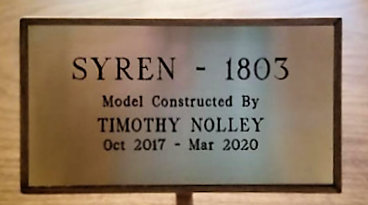 SYREN - 1803
Model Constructed By
TIMOTHY NOLLEY
Oct 2017 - Mar 2020